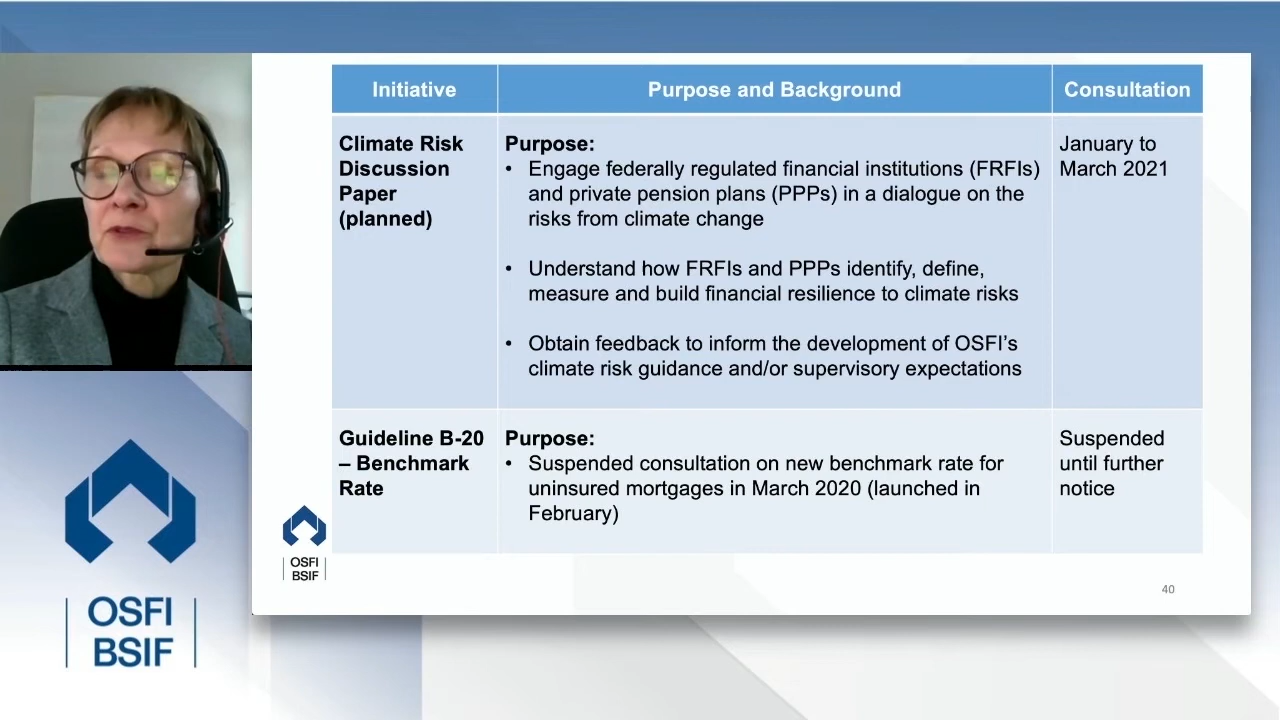 Initiative
Purpose and Background
Consultation
Climate Risk
Discussion
Paper
(planned)
Purpose:
• Engage federally regulated financial institutions (FRFIs)
and private pension plans (PPPs) in a dialogue on the
risks from climate change
• Understand how FRFIs and PPPs identify, define,
measure and build financial resilience to climate risks
• Obtain feedback to inform the development of OSFI’s
climate risk guidance and/or supervisory expectations
January to
March 2021
Guideline B-20
– Benchmark
Rate
Purpose:
• Suspended consultation on new benchmark rate for
uninsured mortgages in March 2020 (launched in
February)
Suspended
until further
notice
OSFI
BSIF
40
OSFI
BSIF